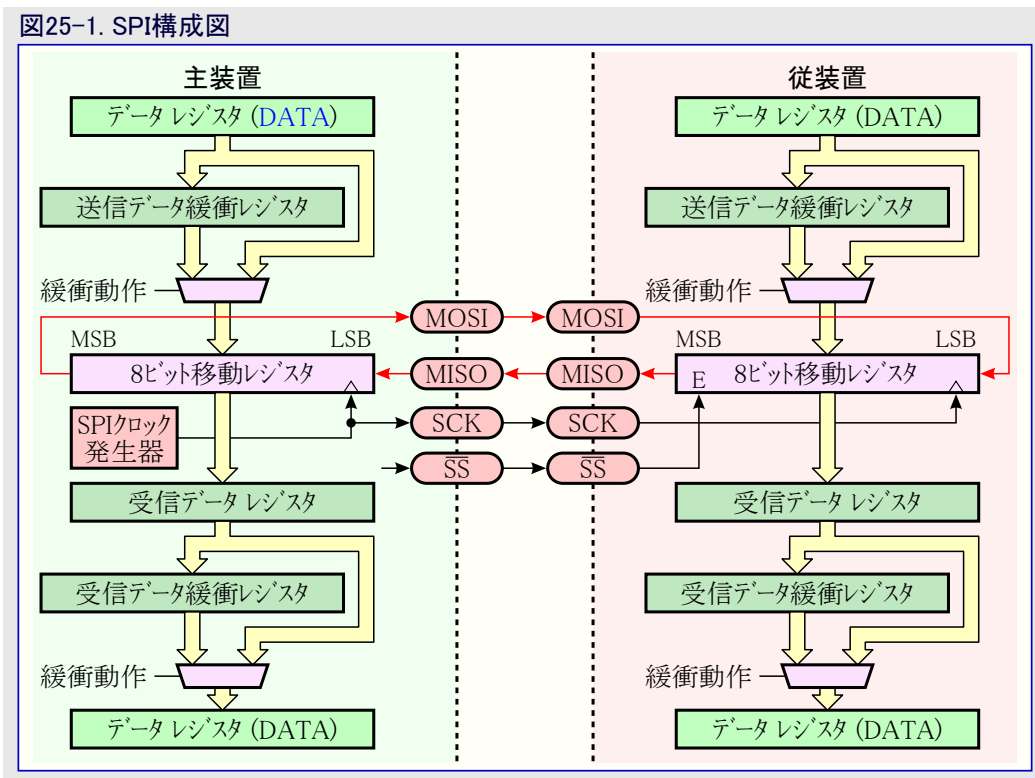 図25-1. SPI構成図
主装置
データ レジスタ (DATA)
送信データ緩衝レジスタ
緩衝動作
MSB
LSB
8ビット移動レジスタ
SPIクロック
発生器
受信データ レジスタ
受信データ緩衝レジスタ
緩衝動作
データ レジスタ (DATA)
MOSI
MOSI
MISO
MISO
SCK
SCK
SS
SS
従装置
データ レジスタ (DATA)
送信データ緩衝レジスタ
緩衝動作
MSB
LSB
E
8ビット移動レジスタ
受信データ レジスタ
受信データ緩衝レジスタ
緩衝動作
データ レジスタ (DATA)